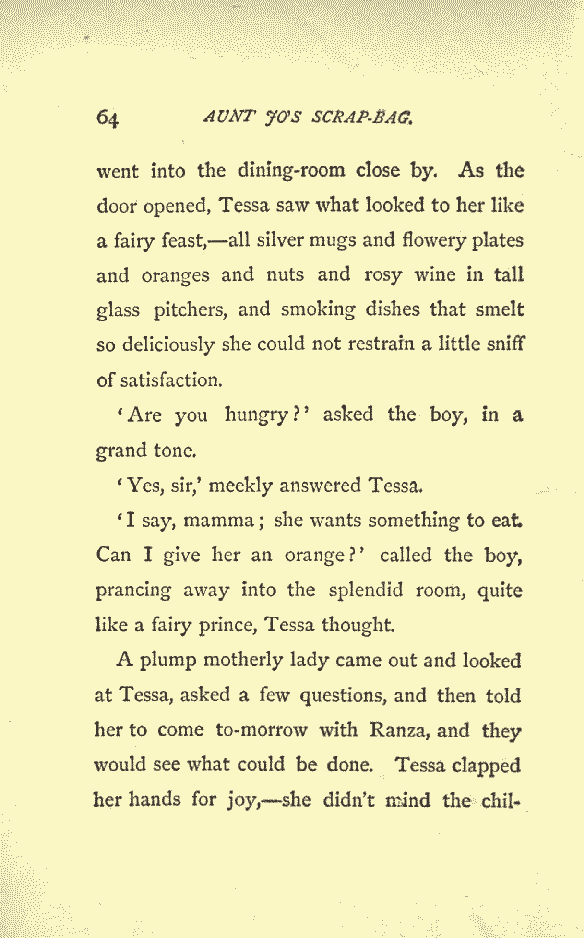 64 AUNT JO'S SCRAP-BAG.
went into the dining-room close by. As the
door opened, Tessa saw what looked to her like
a fairy feast,—all silver mugs and flowery plates
and oranges and nuts and rosy wine in tall
glass pitchers, and smoking dishes that smelt
so deliciously she could not restrain a little sniff
of satisfaction.
'Are you hungry?' asked the boy, in a
grand tone.
'Yes, sir,' meekly answered Tessa.
'I say, mamma; she wants something to eat.
Can I give her an orange?' called the boy,
prancing away into the splendid room, quite
like a fairy prince, Tessa thought.
A plump motherly lady came out and looked
at Tessa, asked a few questions, and then told
her to come to-morrow with Ranza, and they
would see what could be done. Tessa clapped
her hands for joy,—she didn't mind the chil-